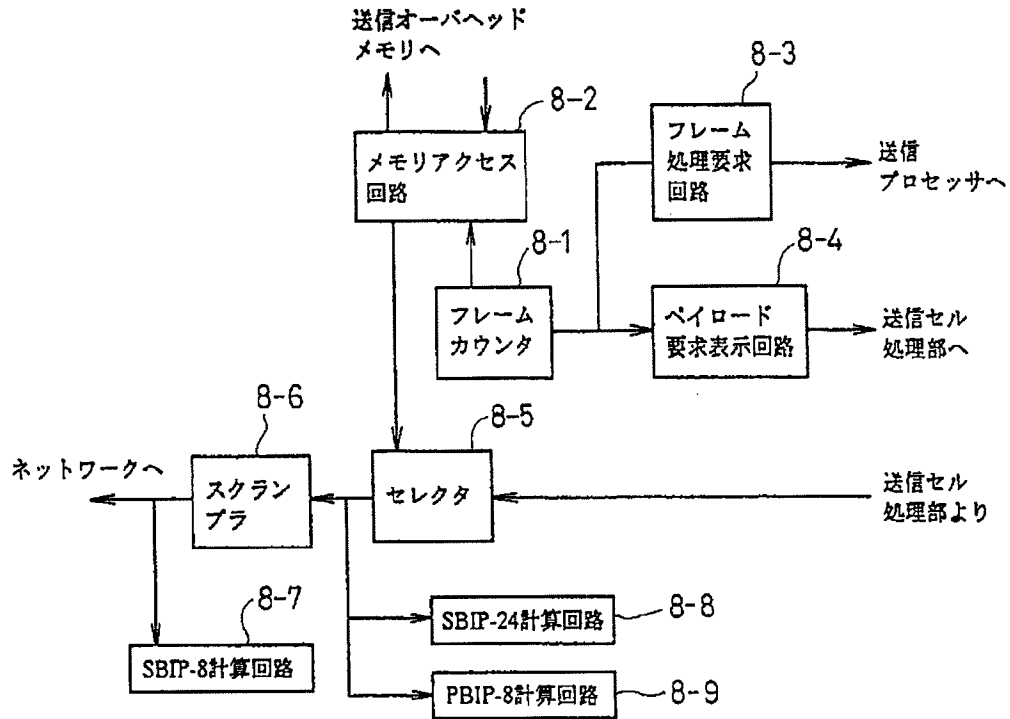 送信オーバヘッド
メモリへ
8-2
メモリアクセス
回路
8-3
フレーム
処理要求
回路
送信
プロセッサへ
8-1
フレーム
カウンタ
8-4
ペイロード
要求表示回路
送信セル
処理部へ
8-6
ネットワークへ
スクラン
ブラ
8-5
セレクタ
送信セル
処理部より
8-7
SBIP-8計算回路
SBIP-24計算回路
8-8
PBIP-8計算回路
8-9